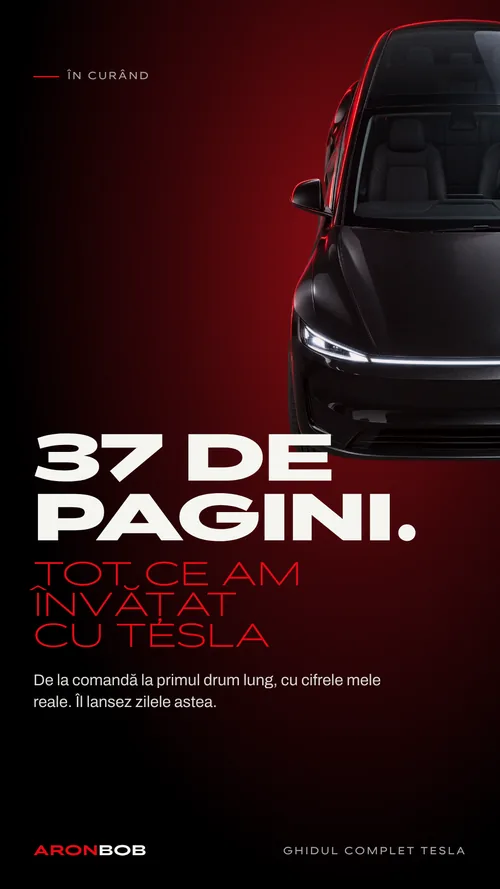 ÎN CURÂND
37 DE
PAGINI.
TOT CE AM
ÎNVĂȚAT
CU TESLA
De la comandă la primul drum lung, cu cifrele mele
reale. Îl lansez zilele astea.
ARONBOB
GHIDUL COMPLET TESLA